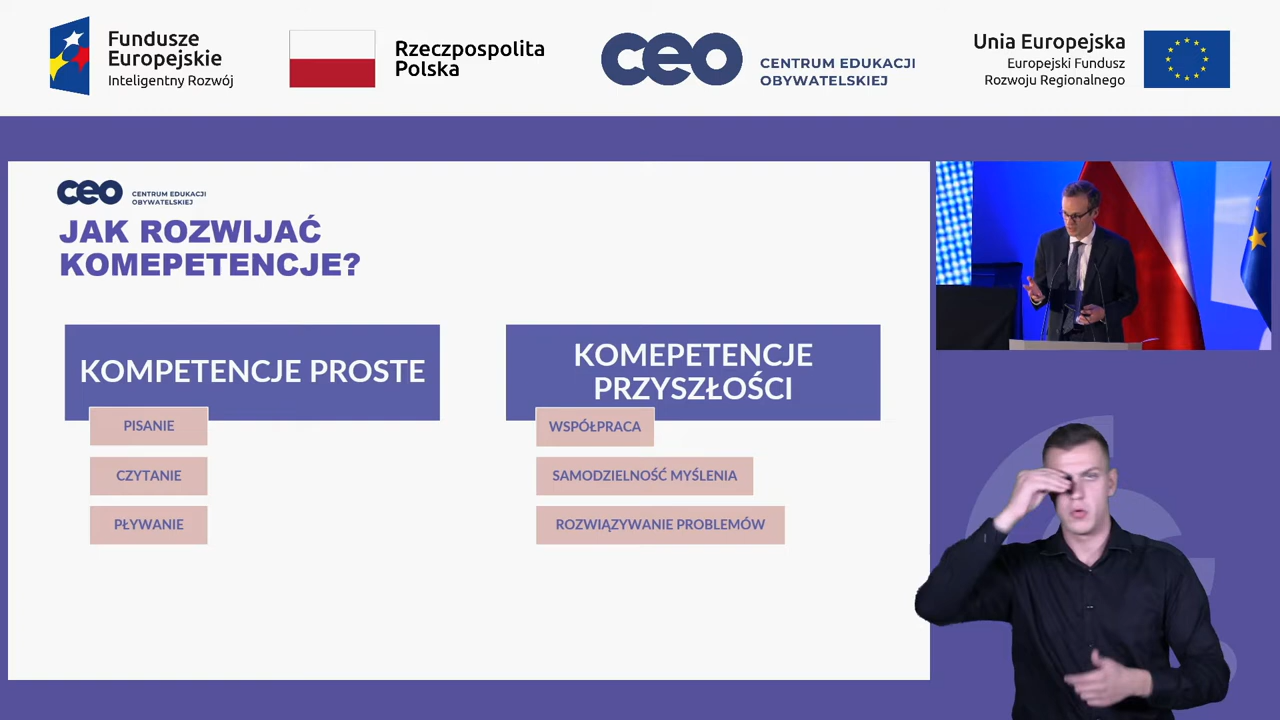 Fundusze
Europejskie
Inteligentny Rozwój
Rzeczpospolita
Polska
ceo
CENTRUM EDUKACJI
OBYWATELSKIEJ
Unia Europejska
Europejski Fundusz
Rozwoju Regionalnego
ceo
CENTRUM EDUKACJI
OBYWATELSKIEJ
JAK ROZWIJAĆ
KOMEPETENCJE?
KOMPETENCJE PROSTE
PISANIE
CZYTANIE
PŁYWANIE
KOMEPETENCJE
PRZYSZŁOŚCI
WSPÓŁPRACA
SAMODZIELNOŚĆ MYŚLENIA
ROZWIĄZYWANIE PROBLEMÓW